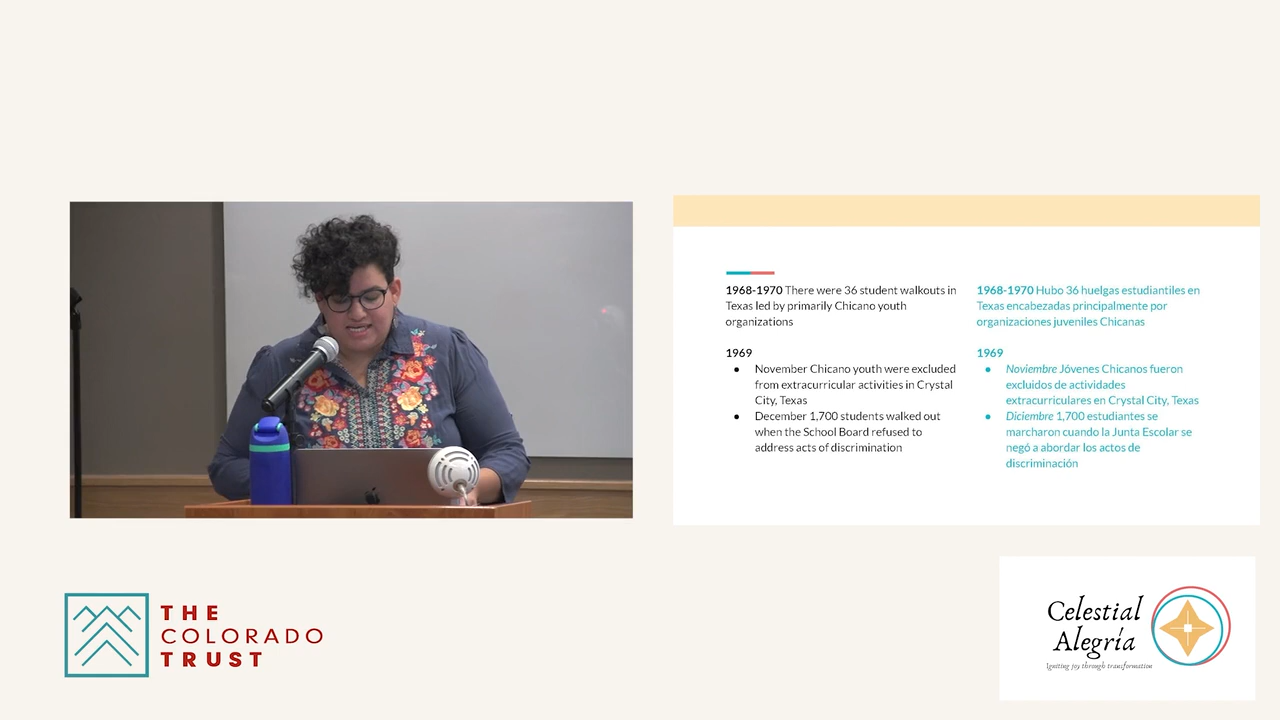 1968-1970 There were 36 student walkouts in
Texas led by primarily Chicano youth
organizations
1969
● November Chicano youth were excluded
from extracurricular activities in Crystal
City, Texas
● December 1,700 students walked out
when the School Board refused to
address acts of discrimination
1968-1970 Hubo 36 huelgas estudiantiles en
Texas encabezadas principalmente por
organizaciones juveniles Chicanas
1969
● Noviembre Jóvenes Chicanos fueron
excluidos de actividades
extracurriculares en Crystal City, Texas
● Diciembre 1,700 estudiantes se
marcharon cuando la Junta Escolar se
negó a abordar los actos de
discriminación
THE
COLORADO
TRUST
Celestial
Alegría
Igniting joy through transformation